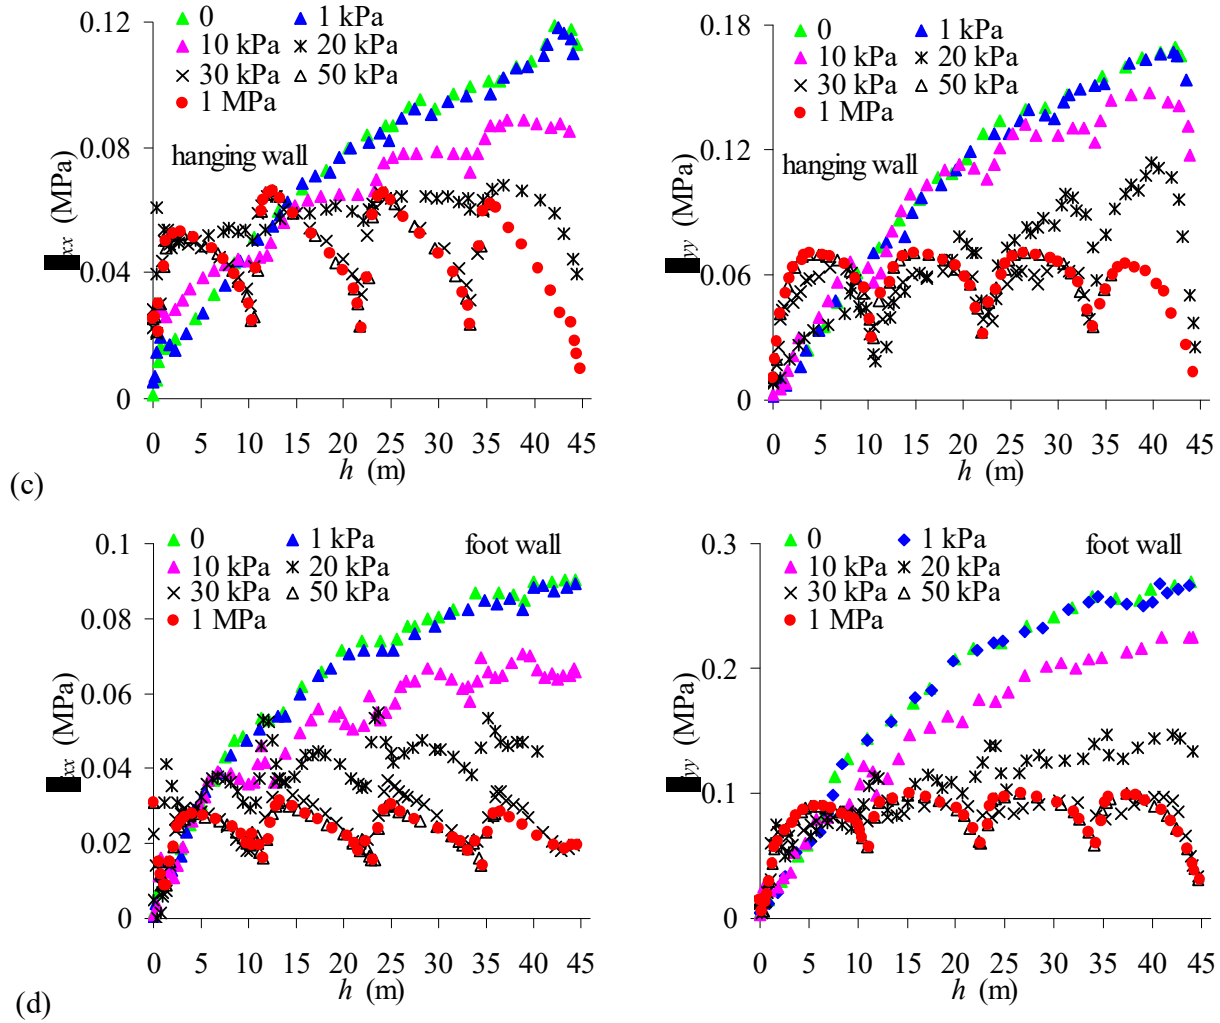 0.12
0.08
0.04
0
xx (MPa)
0 1 kPa
10 kPa 20 kPa
30 kPa 50 kPa
1 MPa
hanging wall
0 5 10 15 20 25 30 35 40 45
h (m)
0.18
0.12
0.06
0
yy (MPa)
0 1 kPa
10 kPa 20 kPa
30 kPa 50 kPa
1 MPa
hanging wall
0 5 10 15 20 25 30 35 40 45
h (m)
(c)
0.1
0.08
0.06
0.04
0.02
0
xx (MPa)
0 1 kPa foot wall
10 kPa 20 kPa
30 kPa 50 kPa
1 MPa
0 5 10 15 20 25 30 35 40 45
h (m)
0.3
0.2
0.1
0
yy (MPa)
0 1 kPa foot wall
10 kPa 20 kPa
30 kPa 50 kPa
1 MPa
0 5 10 15 20 25 30 35 40 45
h (m)
(d)